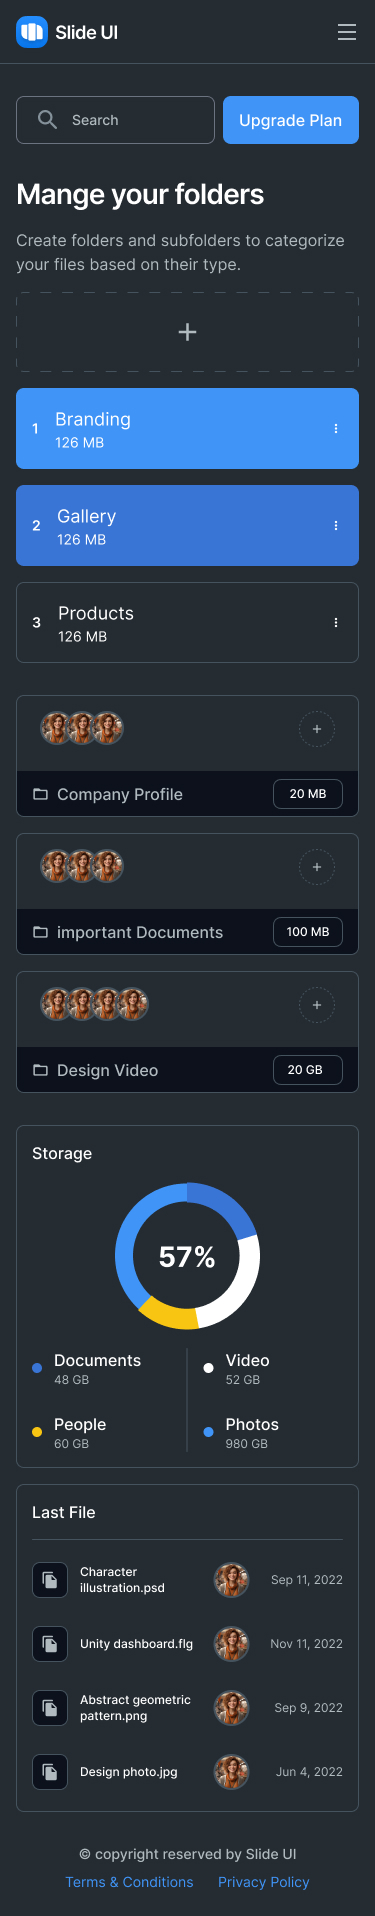 Slide UI
Search
Upgrade Plan
Mange your folders
Create folders and subfolders to categorize
your files based on their type.
+
1
Branding
126 MB
2
Gallery
126 MB
3
Products
126 MB
+
Company Profile
20 MB
+
important Documents
100 MB
+
Design Video
20 GB
Storage
57%
Documents
48 GB
Video
52 GB
People
60 GB
Photos
980 GB
Last File
Character
illustration.psd
Sep 11, 2022
Unity dashboard.flg
Nov 11, 2022
Abstract geometric
pattern.png
Sep 9, 2022
Design photo.jpg
Jun 4, 2022
© copyright reserved by Slide UI
Terms & Conditions Privacy Policy